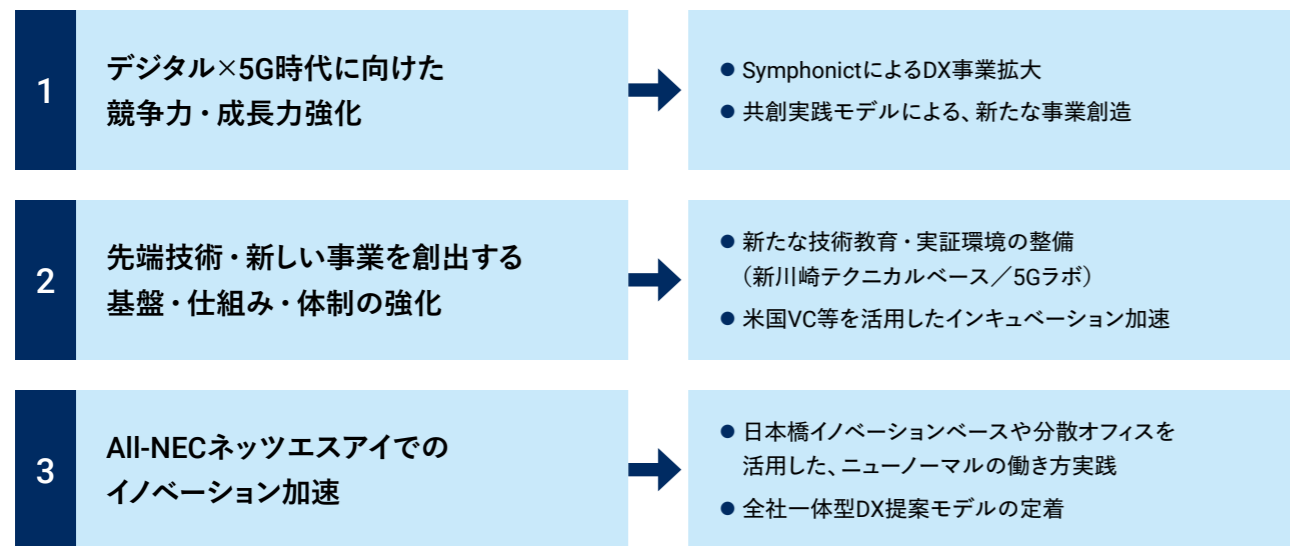 1
デジタル×5G時代に向けた
競争力・成長力強化
● SymphonictによるDX事業拡大
● 共創実践モデルによる、新たな事業創造
2
先端技術・新しい事業を創出する
基盤・仕組み・体制の強化
● 新たな技術教育・実証環境の整備
（新川崎テクニカルベース／5Gラボ）
● 米国VC等を活用したインキュベーション加速
3
All-NECネッツエスアイでの
イノベーション加速
● 日本橋イノベーションベースや分散オフィスを
活用した、ニューノーマルの働き方実践
● 全社一体型DX提案モデルの定着